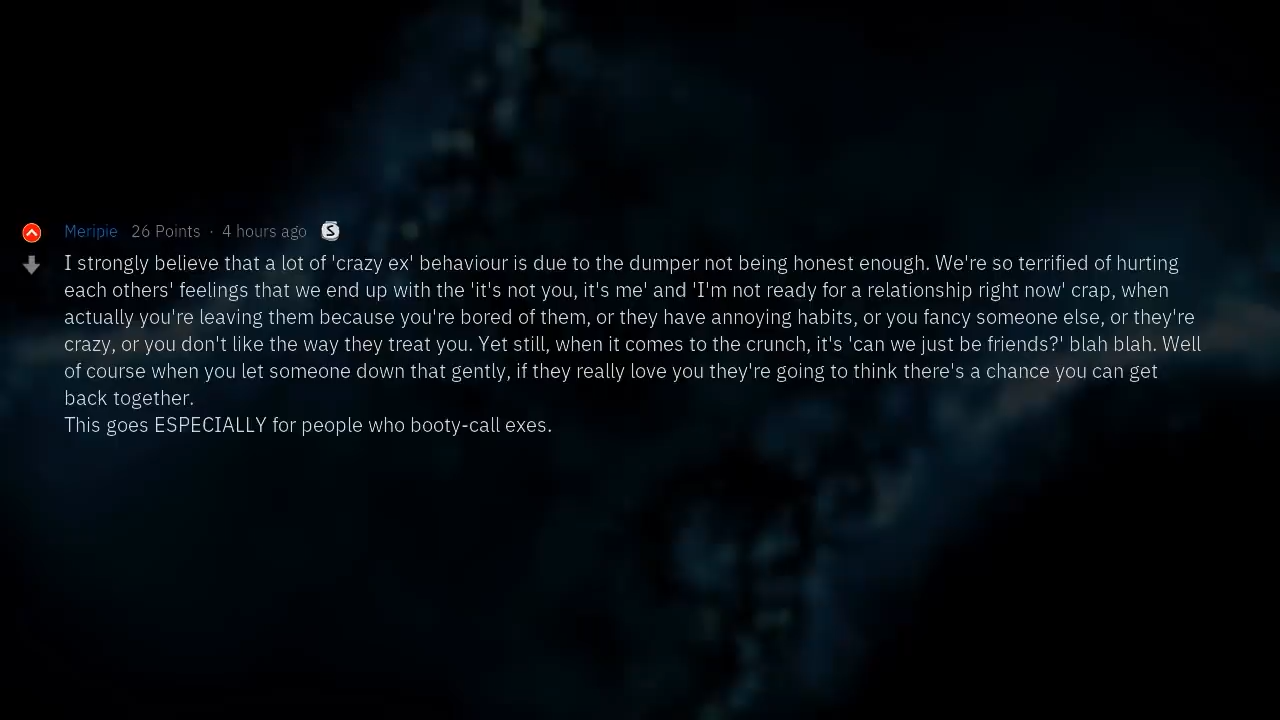 Meripie 26 Points · 4 hours ago S
I strongly believe that a lot of 'crazy ex' behaviour is due to the dumper not being honest enough. We're so terrified of hurting
each others' feelings that we end up with the 'it's not you, it's me' and 'I'm not ready for a relationship right now' crap, when
actually you're leaving them because you're bored of them, or they have annoying habits, or you fancy someone else, or they're
crazy, or you don't like the way they treat you. Yet still, when it comes to the crunch, it's 'can we just be friends?' blah blah. Well
of course when you let someone down that gently, if they really love you they're going to think there's a chance you can get
back together.
This goes ESPECIALLY for people who booty-call exes.